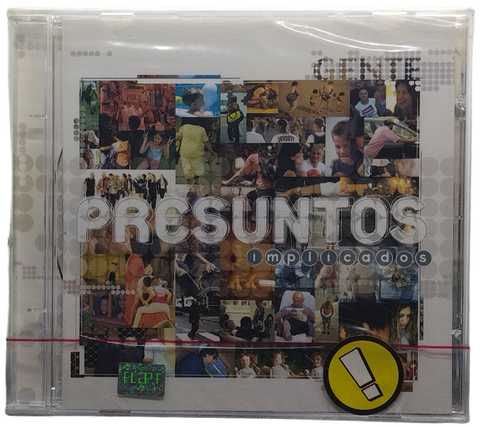 GENTE
PRESUNTOS
implicados
!